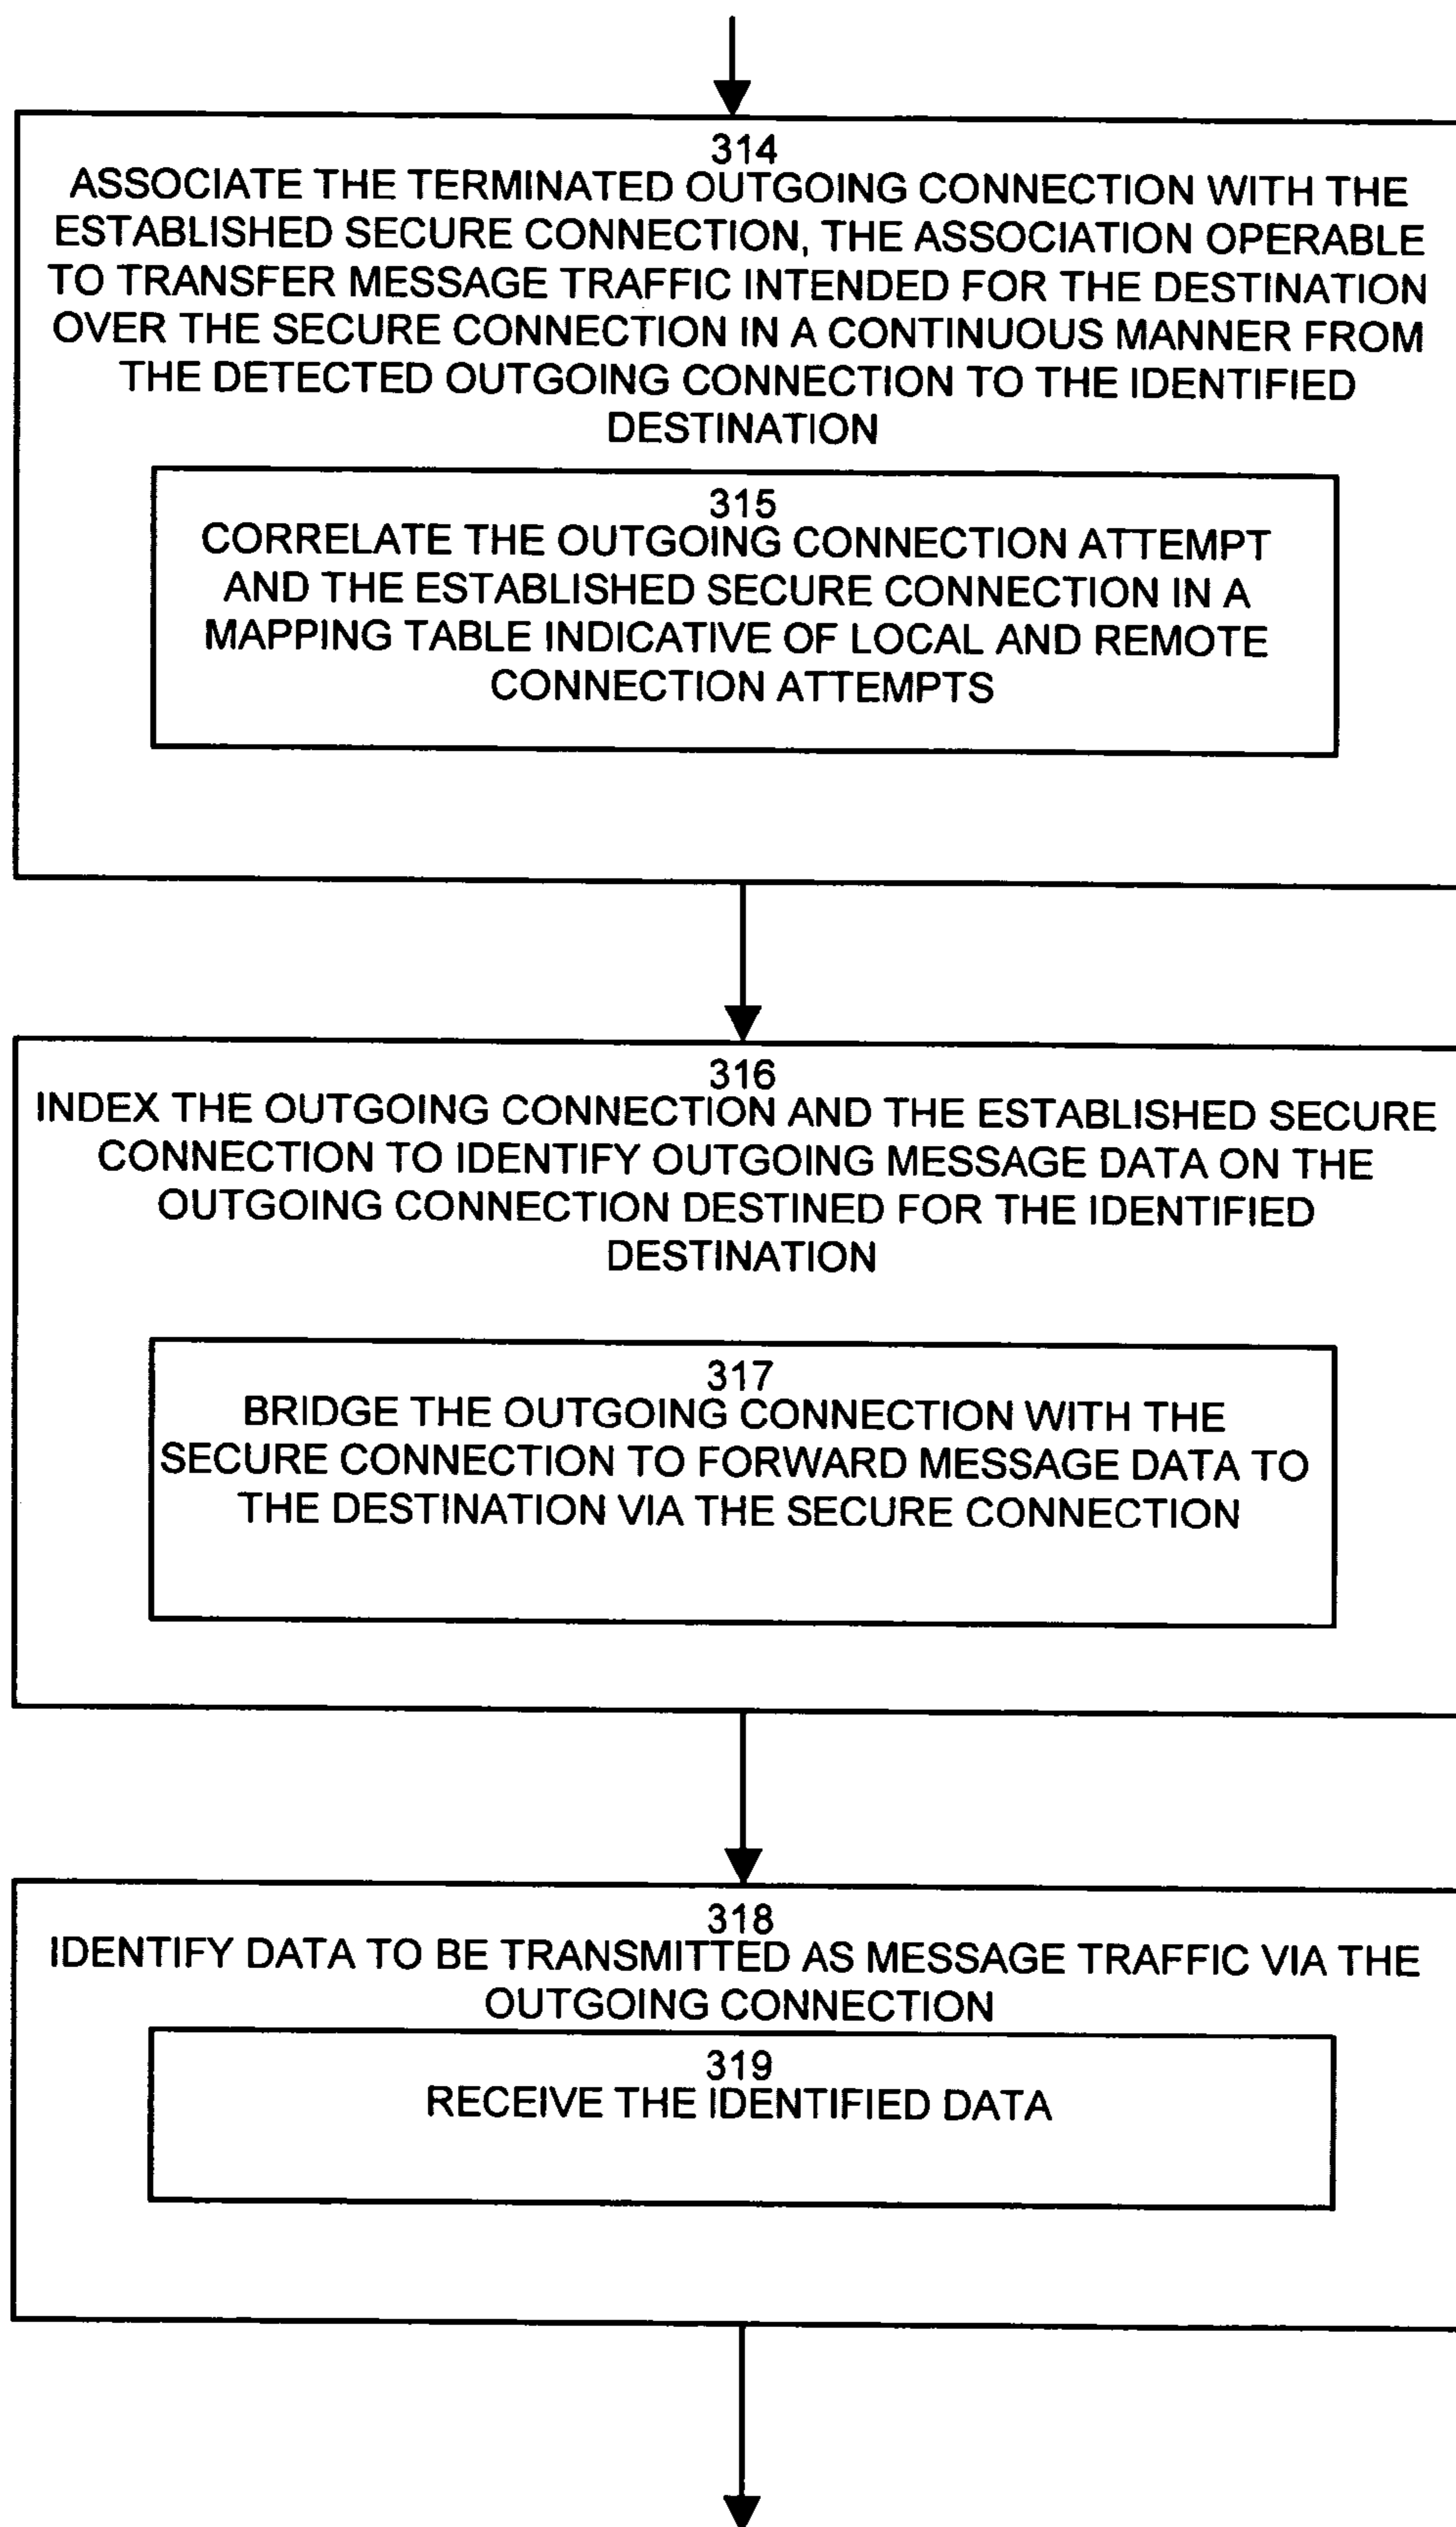 314
ASSOCIATE THE TERMINATED OUTGOING CONNECTION WITH THE
ESTABLISHED SECURE CONNECTION, THE ASSOCIATION OPERABLE
TO TRANSFER MESSAGE TRAFFIC INTENDED FOR THE DESTINATION
OVER THE SECURE CONNECTION IN A CONTINUOUS MANNER FROM
THE DETECTED OUTGOING CONNECTION TO THE IDENTIFIED
DESTINATION
315
CORRELATE THE OUTGOING CONNECTION ATTEMPT
AND THE ESTABLISHED SECURE CONNECTION IN A
MAPPING TABLE INDICATIVE OF LOCAL AND REMOTE
CONNECTION ATTEMPTS
316
INDEX THE OUTGOING CONNECTION AND THE ESTABLISHED SECURE
CONNECTION TO IDENTIFY OUTGOING MESSAGE DATA ON THE
OUTGOING CONNECTION DESTINED FOR THE IDENTIFIED
DESTINATION
317
BRIDGE THE OUTGOING CONNECTION WITH THE
SECURE CONNECTION TO FORWARD MESSAGE DATA TO
THE DESTINATION VIA THE SECURE CONNECTION
318
IDENTIFY DATA TO BE TRANSMITTED AS MESSAGE TRAFFIC VIA THE
OUTGOING CONNECTION
319
RECEIVE THE IDENTIFIED DATA